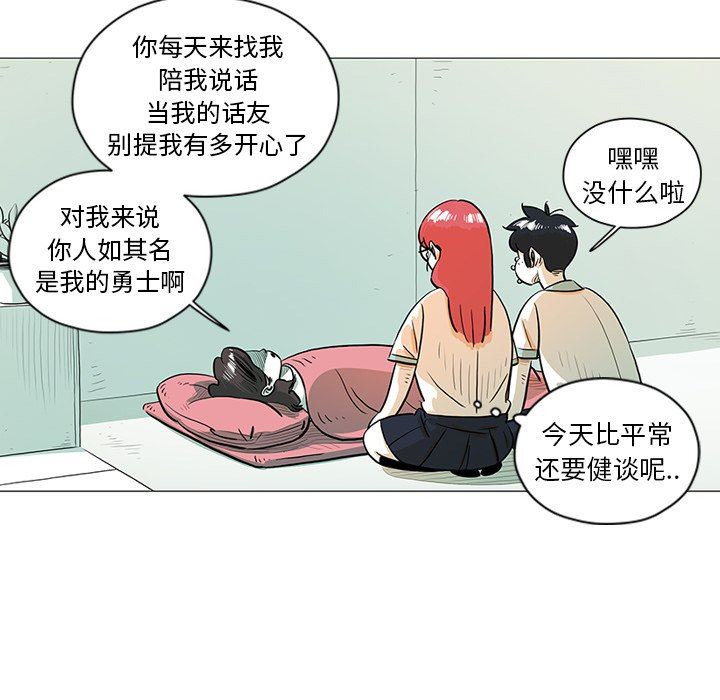 你每天来找我
陪我说话
当我的话友
别提我有多开心了
对我来说
你人如其名
是我的勇士啊
嘿嘿
没什么啦
今天比平常
还要健谈呢..